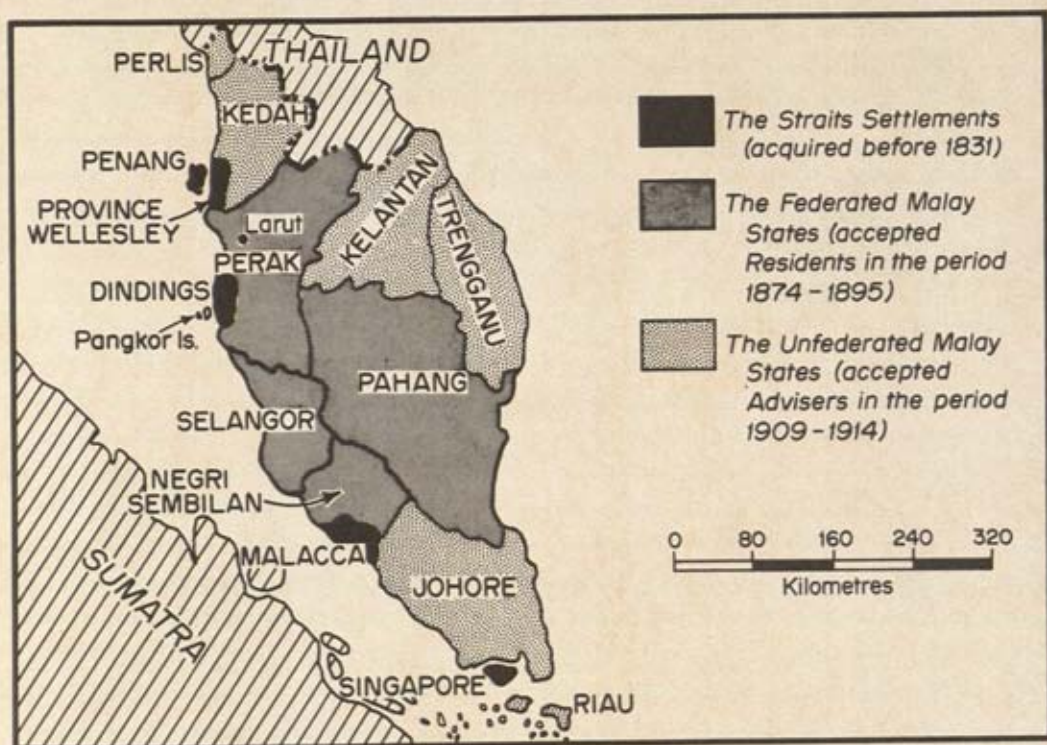 THAILAND
PERLIS
KEDAH
PENANG
PROVINCE
WELLESLEY
Larut
PERAK
DINDINGS
Pangkor Is.
KELANTAN
TRENGGANU
PAHANG
SELANGOR
NEGRI
SEMBILAN
MALACCA
JOHORE
SUMATRA
SINGAPORE
RIAU
The Straits Settlements
(acquired before 1831)
The Federated Malay
States (accepted
Residents in the period
1874-1895)
The Unfederated Malay
States (accepted
Advisers in the period
1909-1914)
0 80 160 240 320
Kilometres